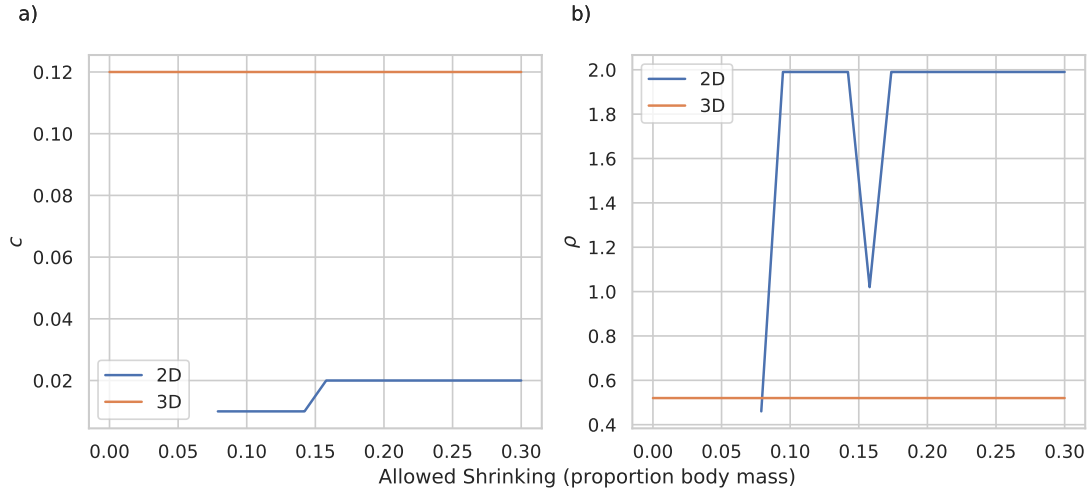 a)
b)
0.12
0.10
0.08
0.06
0.04
0.02
c
2D
3D
0.00 0.05 0.10 0.15 0.20 0.25 0.30
2.0
1.8
1.6
1.4
1.2
1.0
0.8
0.6
0.4
ρ
2D
3D
0.00 0.05 0.10 0.15 0.20 0.25 0.30
Allowed Shrinking (proportion body mass)